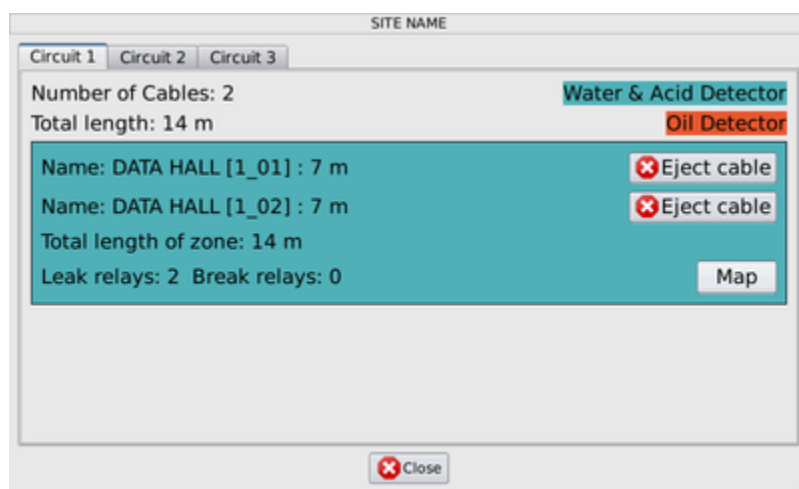 SITE NAME
Circuit 1 Circuit 2 Circuit 3
Number of Cables: 2 Water & Acid Detector
Total length: 14 m Oil Detector
Name: DATA HALL [1_01] : 7 m Eject cable
Name: DATA HALL [1_02] : 7 m Eject cable
Total length of zone: 14 m
Leak relays: 2 Break relays: 0 Map
Close